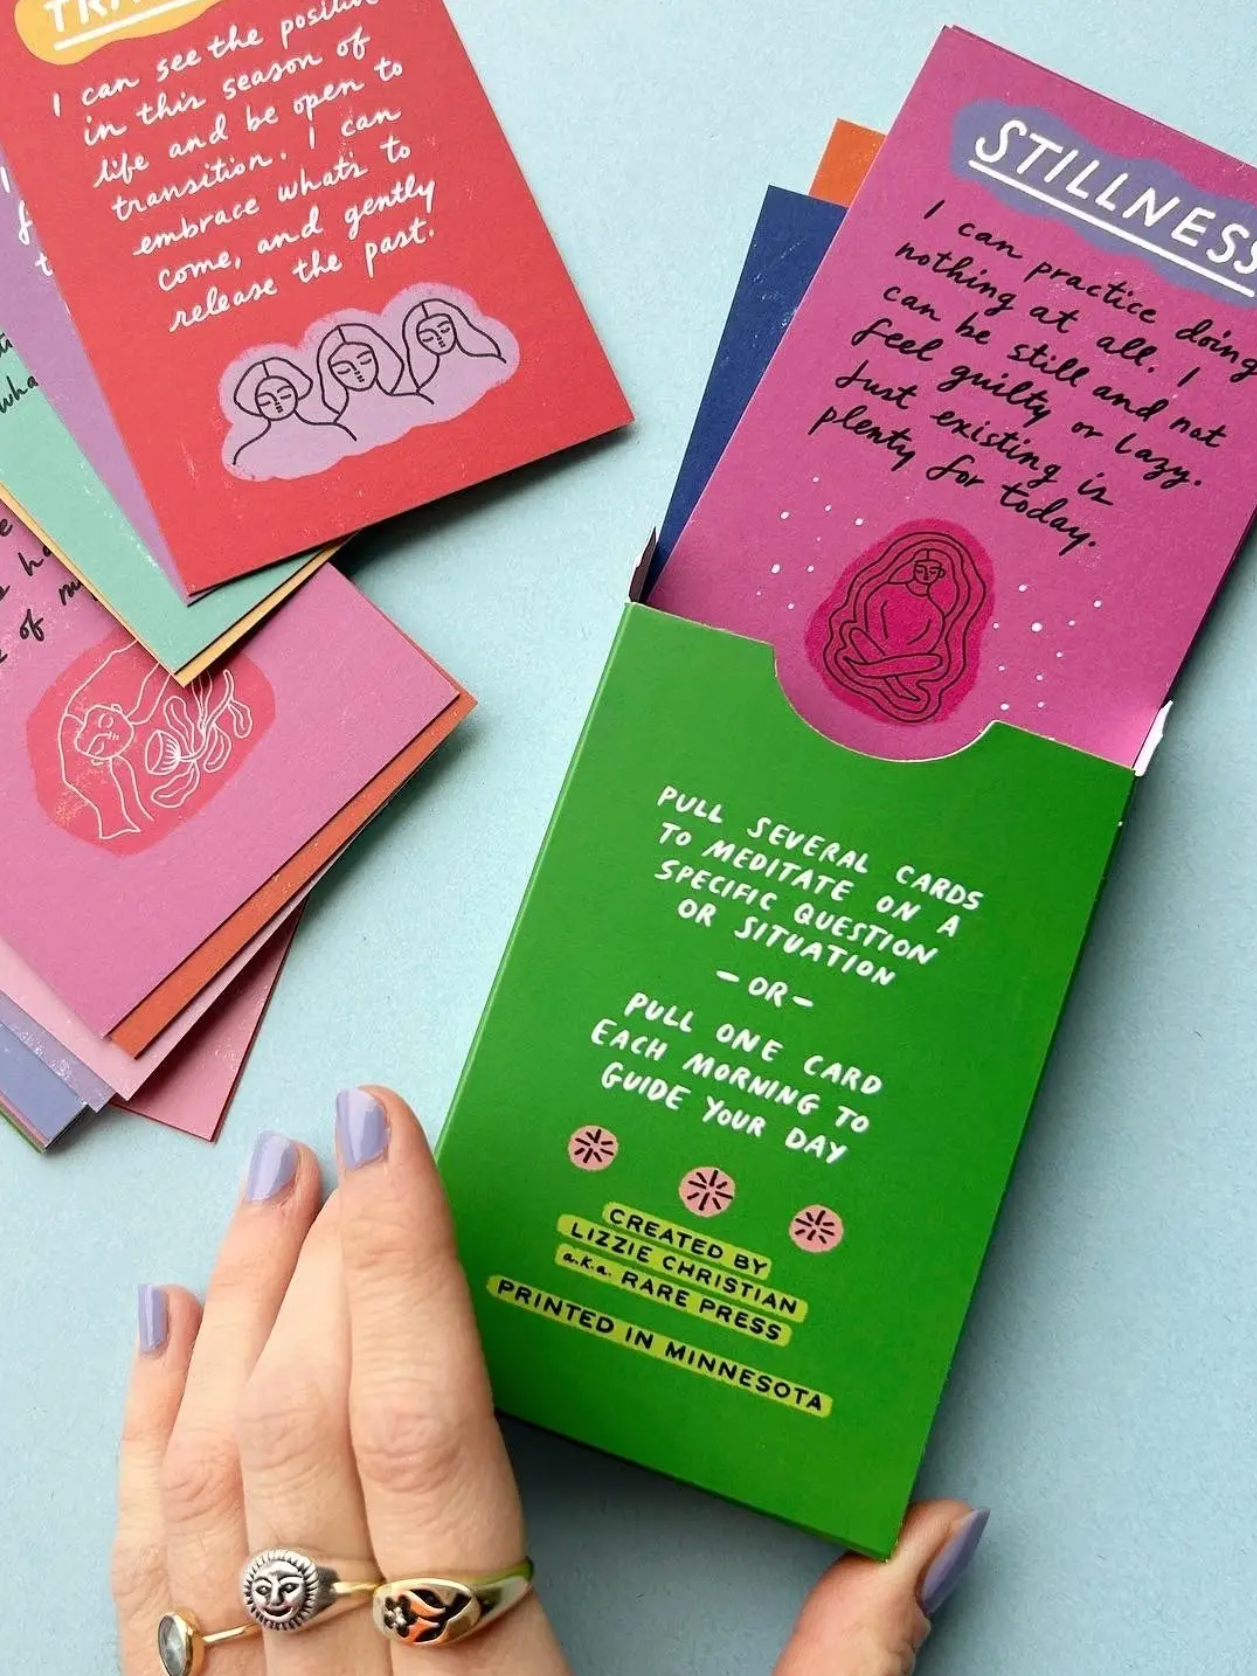 I can see the positive
in this season of
life and be open to
transition. I can
embrace what's to
come, and gently
release the past.
wha
of
STILLNESS
I can practice doing
nothing at all. I
can be still and not
feel guilty or lazy.
Just existing is
plenty for today.
PULL SEVERAL CARDS
TO MEDITATE ON A
SPECIFIC QUESTION
OR SITUATION
- OR -
PULL ONE CARD
EACH MORNING TO
GUIDE YOUR DAY
CREATED BY
LIZZIE CHRISTIAN
a.k.a. RARE PRESS
PRINTED IN MINNESOTA